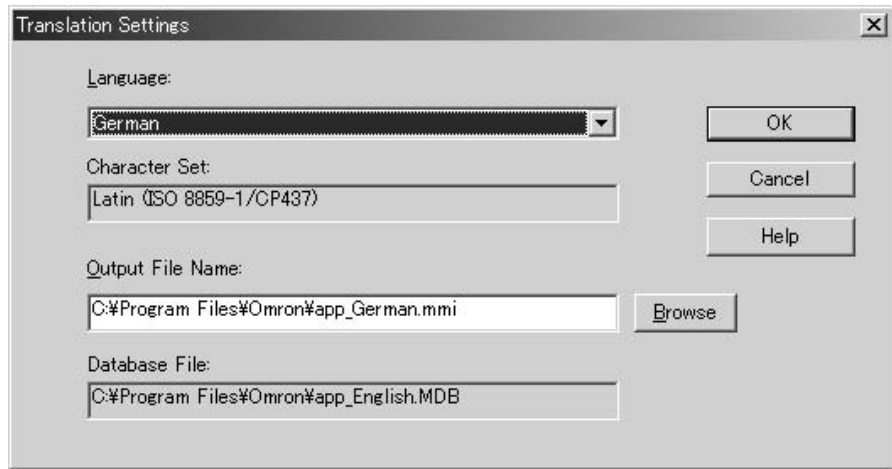 Translation Settings
Language:
German
OK
Character Set:
Latin (ISO 8859-1/CP437)
Cancel
Help
Output File Name:
C:¥Program Files¥Omron¥app_German.mmi
Browse
Database File:
C:¥Program Files¥Omron¥app_English.MDB